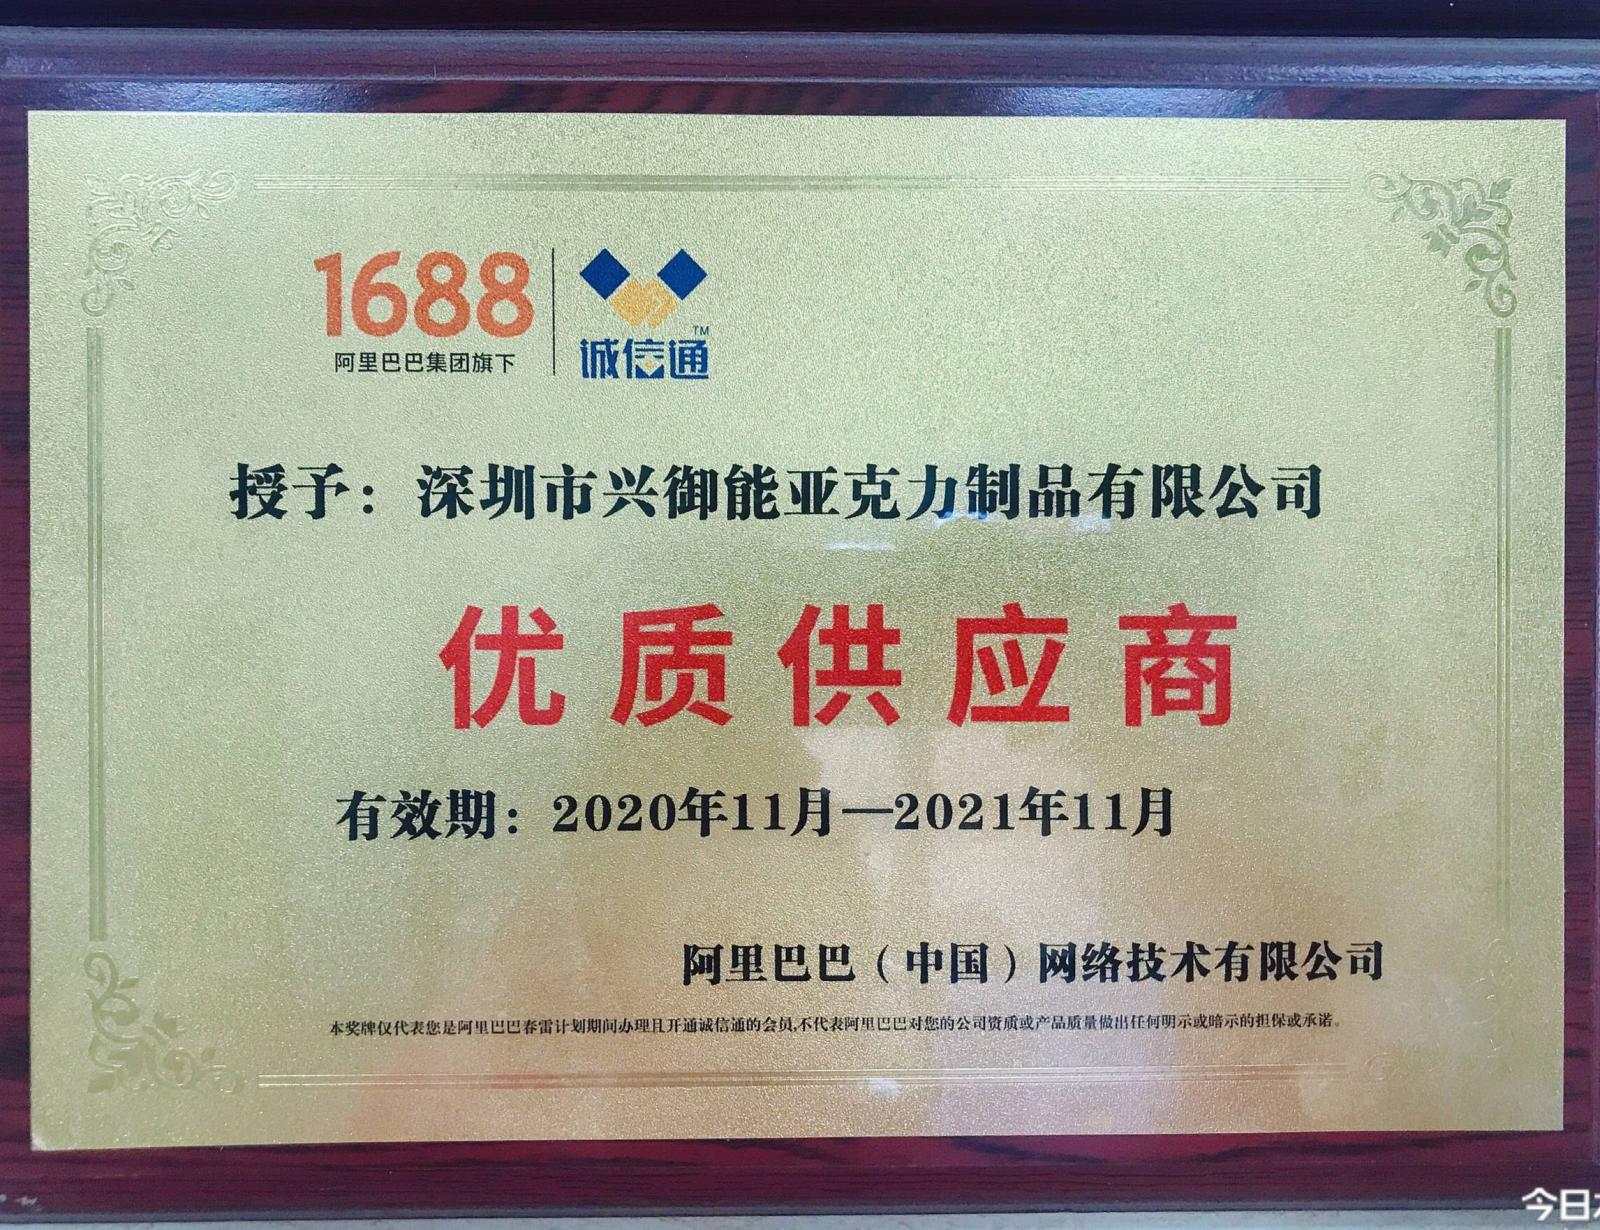 1688
阿里巴巴集团旗下
诚信通™
授予：深圳市兴御能亚克力制品有限公司
优质供应商
有效期：2020年11月—2021年11月
阿里巴巴（中国）网络技术有限公司
本奖牌仅代表您是阿里巴巴春雷计划期间办理且开通诚信通的会员,不代表阿里巴巴对您的公司资质或产品质量做出任何明示或暗示的担保或承诺。
今日